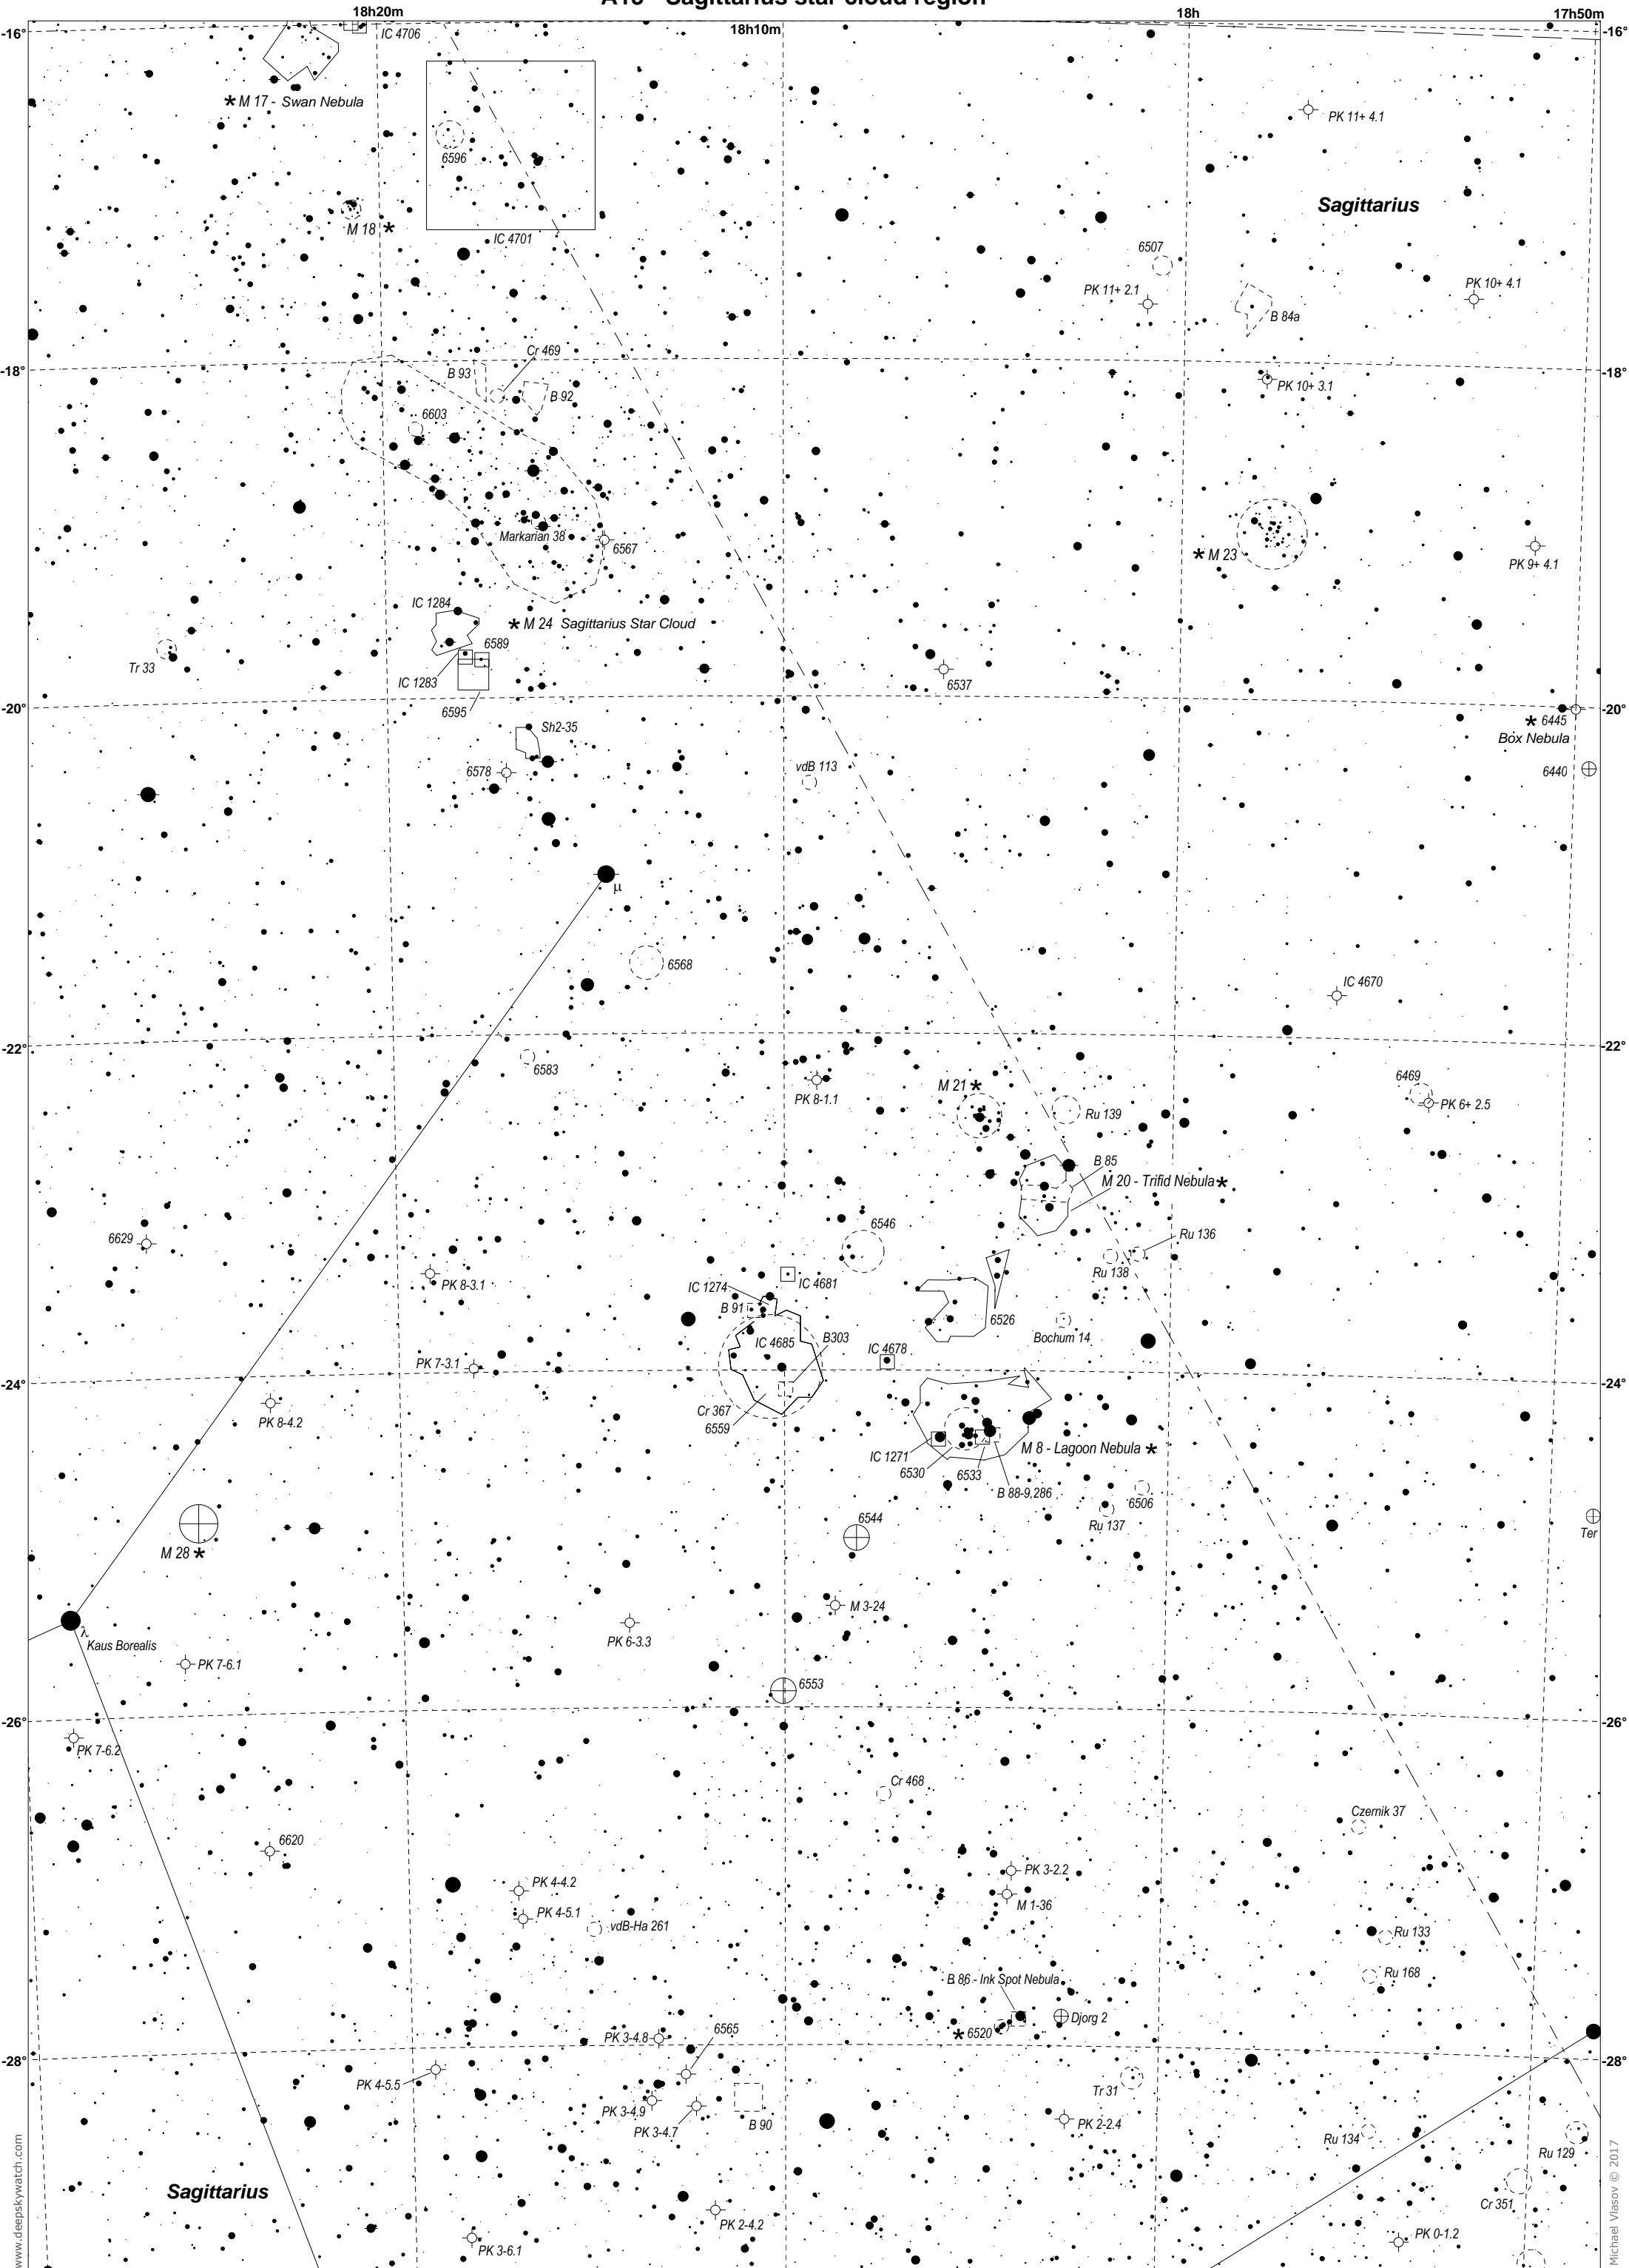 A18 - Sagittarius star cloud region
18h20m
18h10m
18h
17h50m
-16°
-16°
IC 4706
* M 17 - Swan Nebula
PK 11+ 4.1
6596
Sagittarius
M 18 *
IC 4701
6507
PK 11+ 2.1
PK 10+ 4.1
B 84a
-18°
-18°
Cr 469
B 93
B 92
PK 10+ 3.1
6603
Markarian 38
6567
* M 23
PK 9+ 4.1
IC 1284
* M 24 Sagittarius Star Cloud
6589
Tr 33
IC 1283
6537
6595
-20°
-20°
* 6445
Box Nebula
Sh2-35
6578
vdB 113
6440
μ
6568
IC 4670
-22°
-22°
6583
6469
PK 6+ 2.5
PK 8-1.1
M 21 *
Ru 139
B 85
M 20 - Trifid Nebula *
6546
Ru 136
6629
Ru 138
PK 8-3.1
IC 4681
IC 1274
B 91
6526
Bochum 14
B303
IC 4685
IC 4678
PK 7-3.1
-24°
-24°
PK 8-4.2
Cr 367
6559
M 8 - Lagoon Nebula *
IC 1271
6530
6533
B 88-9,286
6506
Ru 137
6544
Ter
M 28 *
M 3-24
λ
Kaus Borealis
PK 6-3.3
PK 7-6.1
6553
-26°
-26°
PK 7-6.2
Cr 468
Czernik 37
6620
PK 3-2.2
PK 4-4.2
M 1-36
PK 4-5.1
vdB-Ha 261
Ru 133
Ru 168
B 86 - Ink Spot Nebula
Djorg 2
* 6520
6565
PK 3-4.8
-28°
-28°
PK 4-5.5
Tr 31
PK 3-4.9
PK 3-4.7
B 90
PK 2-2.4
Ru 134
Ru 129
Sagittarius
Cr 351
PK 2-4.2
PK 0-1.2
PK 3-6.1
www.deepskywatch.com
Michael Vlasov © 2017